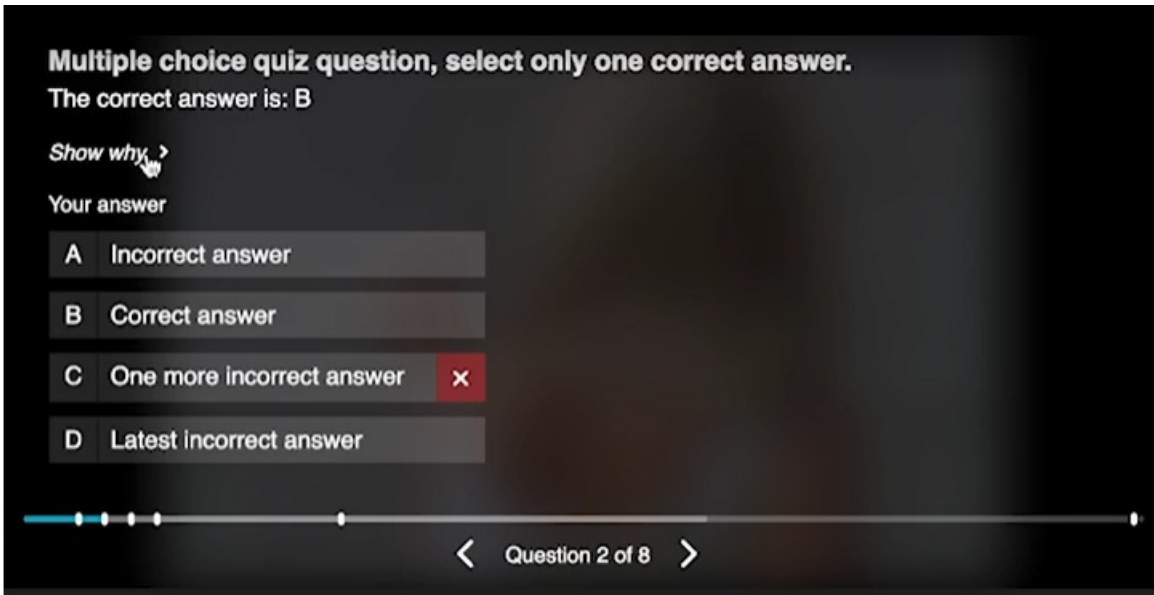 Multiple choice quiz question, select only one correct answer.
The correct answer is: B
Show why >
Your answer
A Incorrect answer
B Correct answer
C One more incorrect answer ×
D Latest incorrect answer
Question 2 of 8